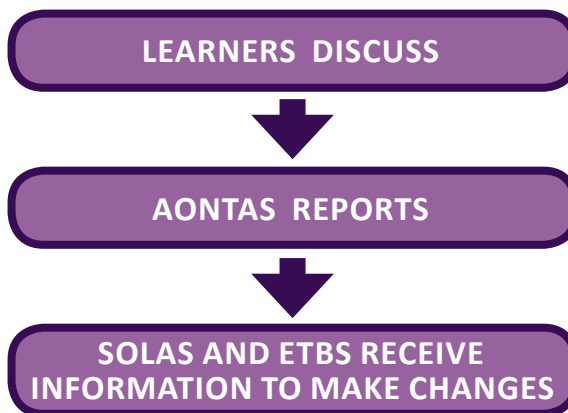 LEARNERS DISCUSS
AONTAS REPORTS
SOLAS AND ETBS RECEIVE
INFORMATION TO MAKE CHANGES